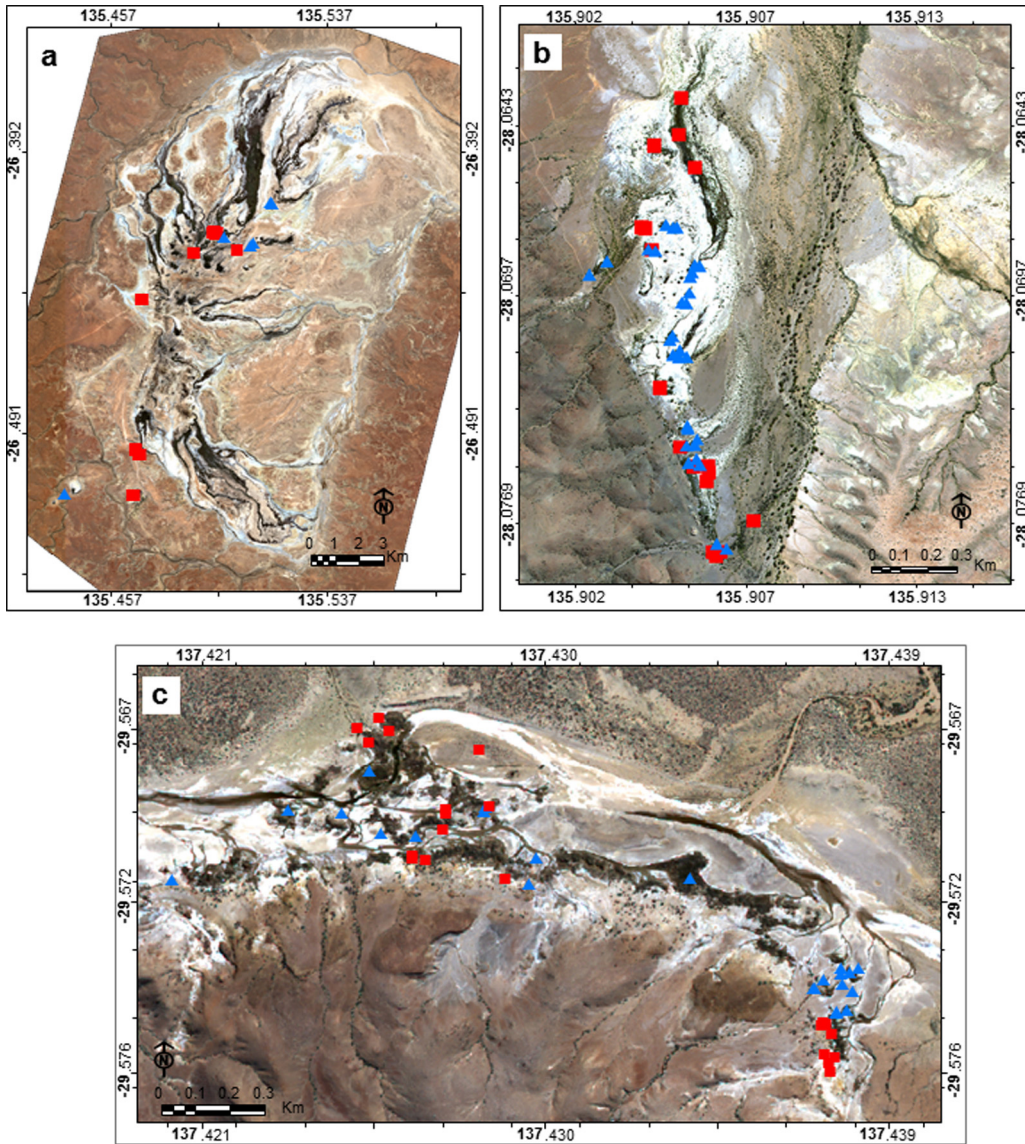 135.457 135.537
a
-26.392 -26.392
-26.491 -26.491
N
0 1 2 3
Km
135.457 135.537
135.902 135.907 135.913
b
-28.0643 -28.0643
-28.0697 -28.0697
-28.0769 -28.0769
N
0 0.1 0.2 0.3
Km
135.902 135.907 135.913
137.421 137.430 137.439
c
-29.567 -29.567
-29.572 -29.572
-29.576 -29.576
N
0 0.1 0.2 0.3
Km
137.421 137.430 137.439